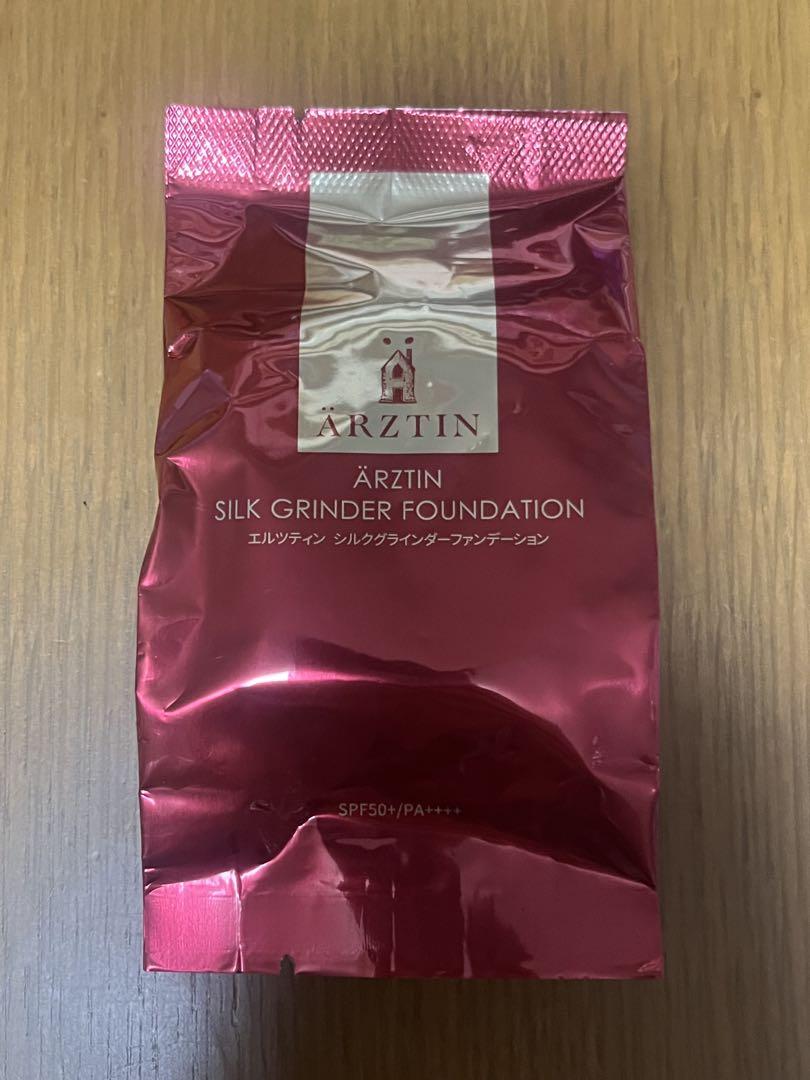 ÄRZTIN
ÄRZTIN
SILK GRINDER FOUNDATION
エルツティン シルクグラインダーファンデーション
SPF50+/PA++++